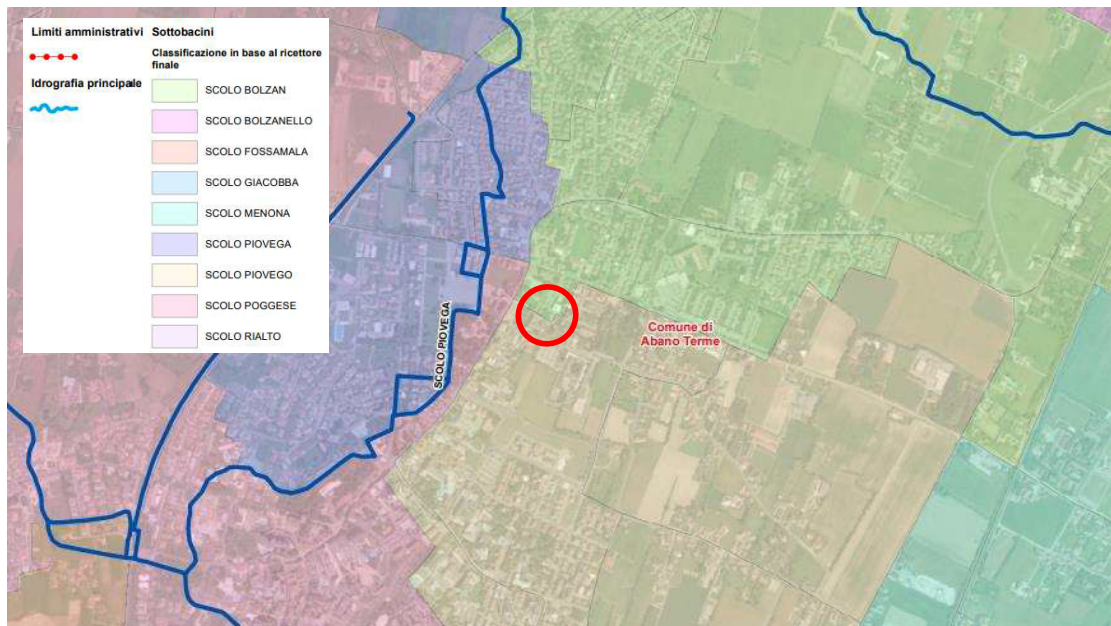 Limiti amministrativi
Idrografia principale
Sottobacini
Classificazione in base al ricettore
finale
SCOLO BOLZAN
SCOLO BOLZANELLO
SCOLO FOSSAMALA
SCOLO GIACOBBA
SCOLO MENONA
SCOLO PIOVEGA
SCOLO PIOVEGO
SCOLO POGGESE
SCOLO RIALTO
SCOLO PIOVEGA
Comune di
Abano Terme